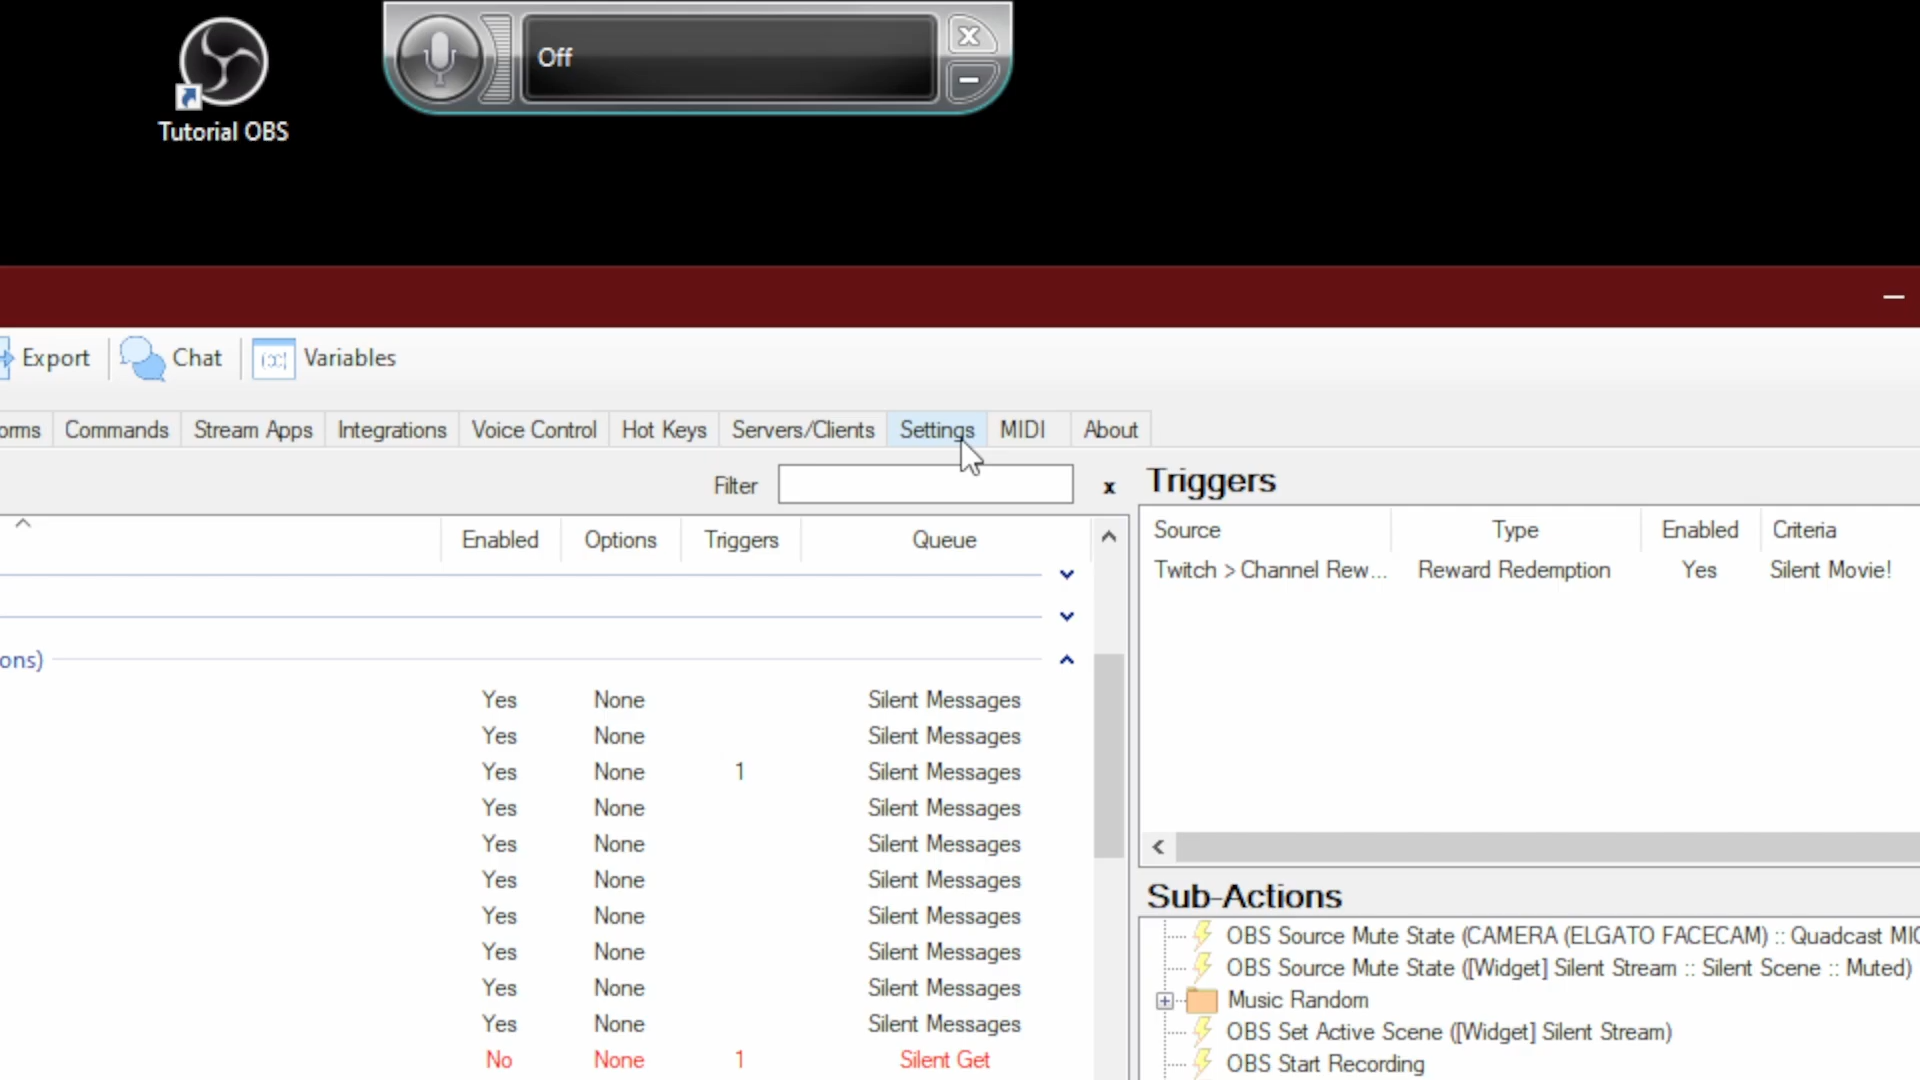 Off
Tutorial OBS
Export Chat Variables
orms Commands Stream Apps Integrations Voice Control Hot Keys Servers/Clients Settings MIDI About
Filter x
Enabled Options Triggers Queue
ons)
Yes None Silent Messages
Yes None Silent Messages
Yes None 1 Silent Messages
Yes None Silent Messages
Yes None Silent Messages
Yes None Silent Messages
Yes None Silent Messages
Yes None Silent Messages
Yes None Silent Messages
Yes None Silent Messages
No None 1 Silent Get
Triggers
Source Type Enabled Criteria
Twitch > Channel Rew... Reward Redemption Yes Silent Movie!
Sub-Actions
OBS Source Mute State (CAMERA (ELGATO FACECAM) :: Quadcast MIC
OBS Source Mute State ([Widget] Silent Stream :: Silent Scene :: Muted)
Music Random
OBS Set Active Scene ([Widget] Silent Stream)
OBS Start Recording